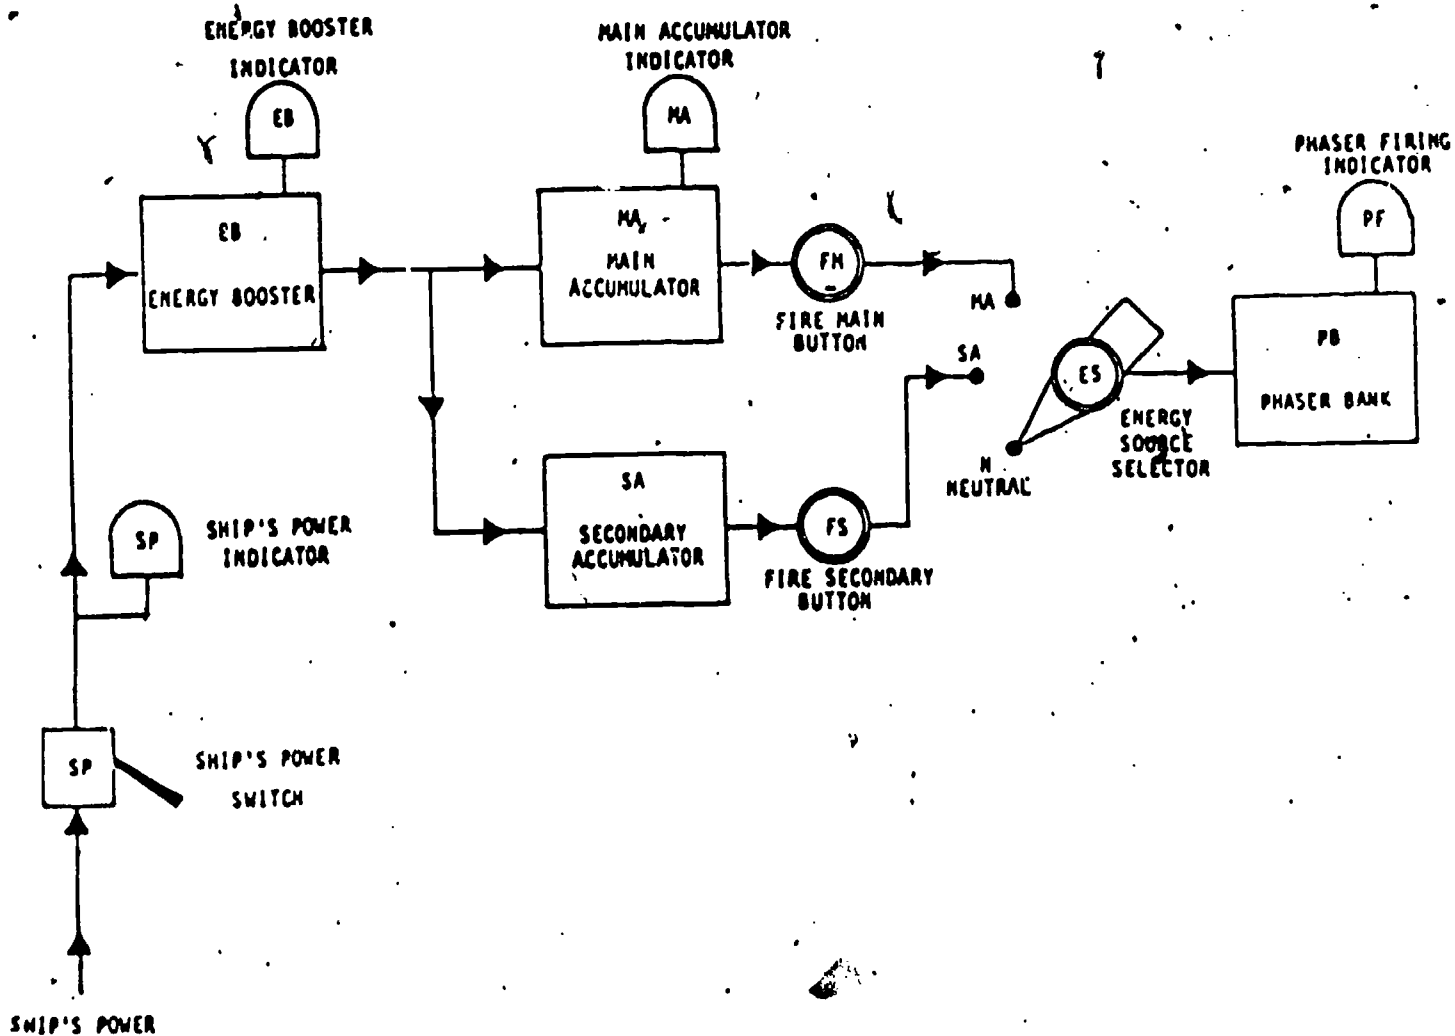 ENERGY BOOSTER
INDICATOR
EB
MAIN ACCUMULATOR
INDICATOR
MA
PHASER FIRING
INDICATOR
PF
EB
ENERGY BOOSTER
MA
MAIN
ACCUMULATOR
FM
FIRE MAIN
BUTTON
MA
SA
ES
ENERGY
SOURCE
SELECTOR
N
NEUTRAL
PB
PHASER BANK
SA
SECONDARY
ACCUMULATOR
FS
FIRE SECONDARY
BUTTON
SP
SHIP'S POWER
INDICATOR
SP
SHIP'S POWER
SWITCH
SHIP'S POWER